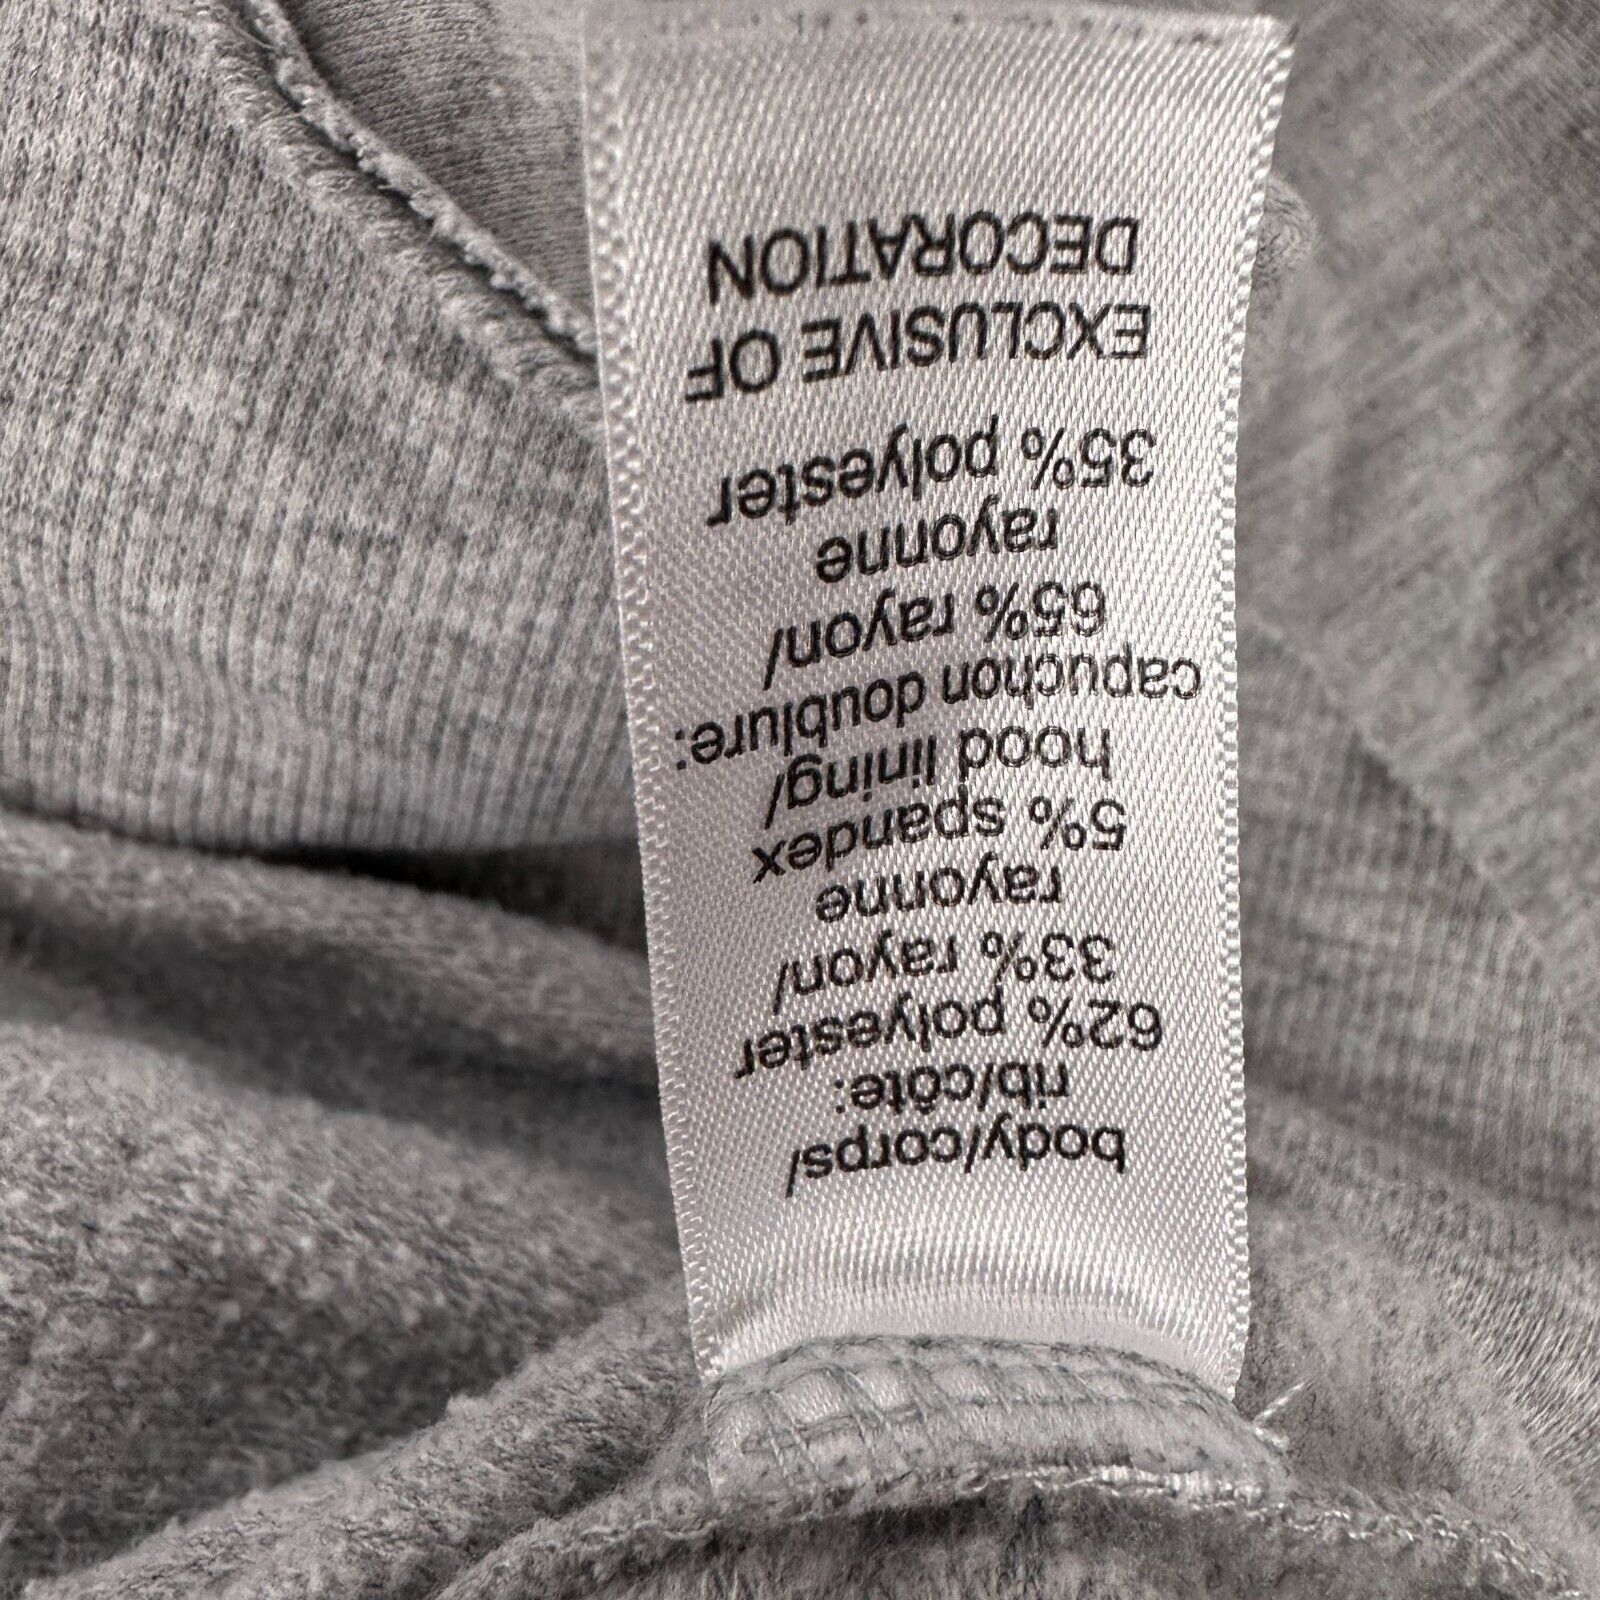 body/corps/
rib/côte:
62% polyester
33% rayon/
rayonne
5% spandex
hood lining/
capuchon doublure:
65% rayon/
rayonne
35% polyester
EXCLUSIVE OF
DECORATION